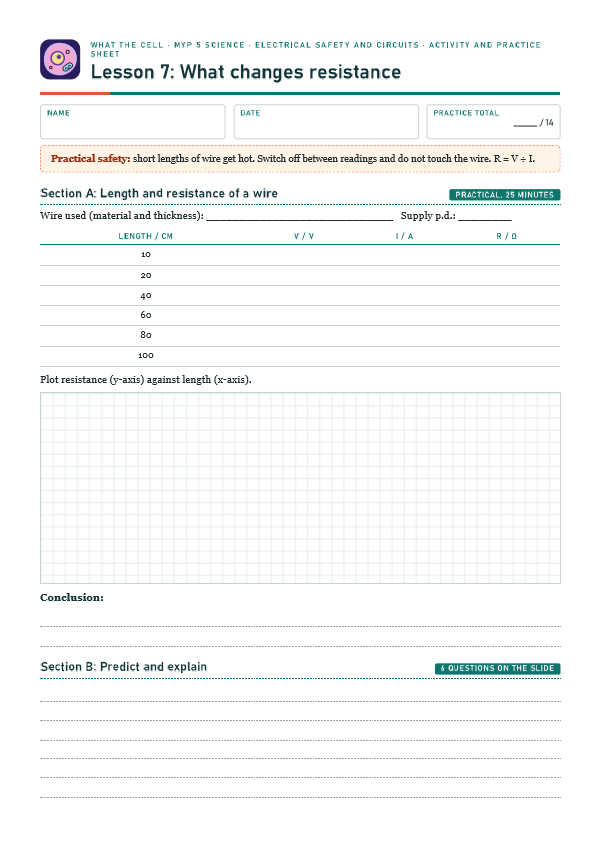 WHAT THE CELL · MYP 5 SCIENCE · ELECTRICAL SAFETY AND CIRCUITS · ACTIVITY AND PRACTICE
SHEET
Lesson 7: What changes resistance
NAME
DATE
PRACTICE TOTAL
_____ / 14
Practical safety: short lengths of wire get hot. Switch off between readings and do not touch the wire. R = V ÷ I.
Section A: Length and resistance of a wire
PRACTICAL, 25 MINUTES
Wire used (material and thickness): ___________________________________ Supply p.d.: __________
LENGTH / CM V / V I / A R / Ω
10
20
40
60
80
100
Plot resistance (y-axis) against length (x-axis).
Conclusion:
Section B: Predict and explain
6 QUESTIONS ON THE SLIDE